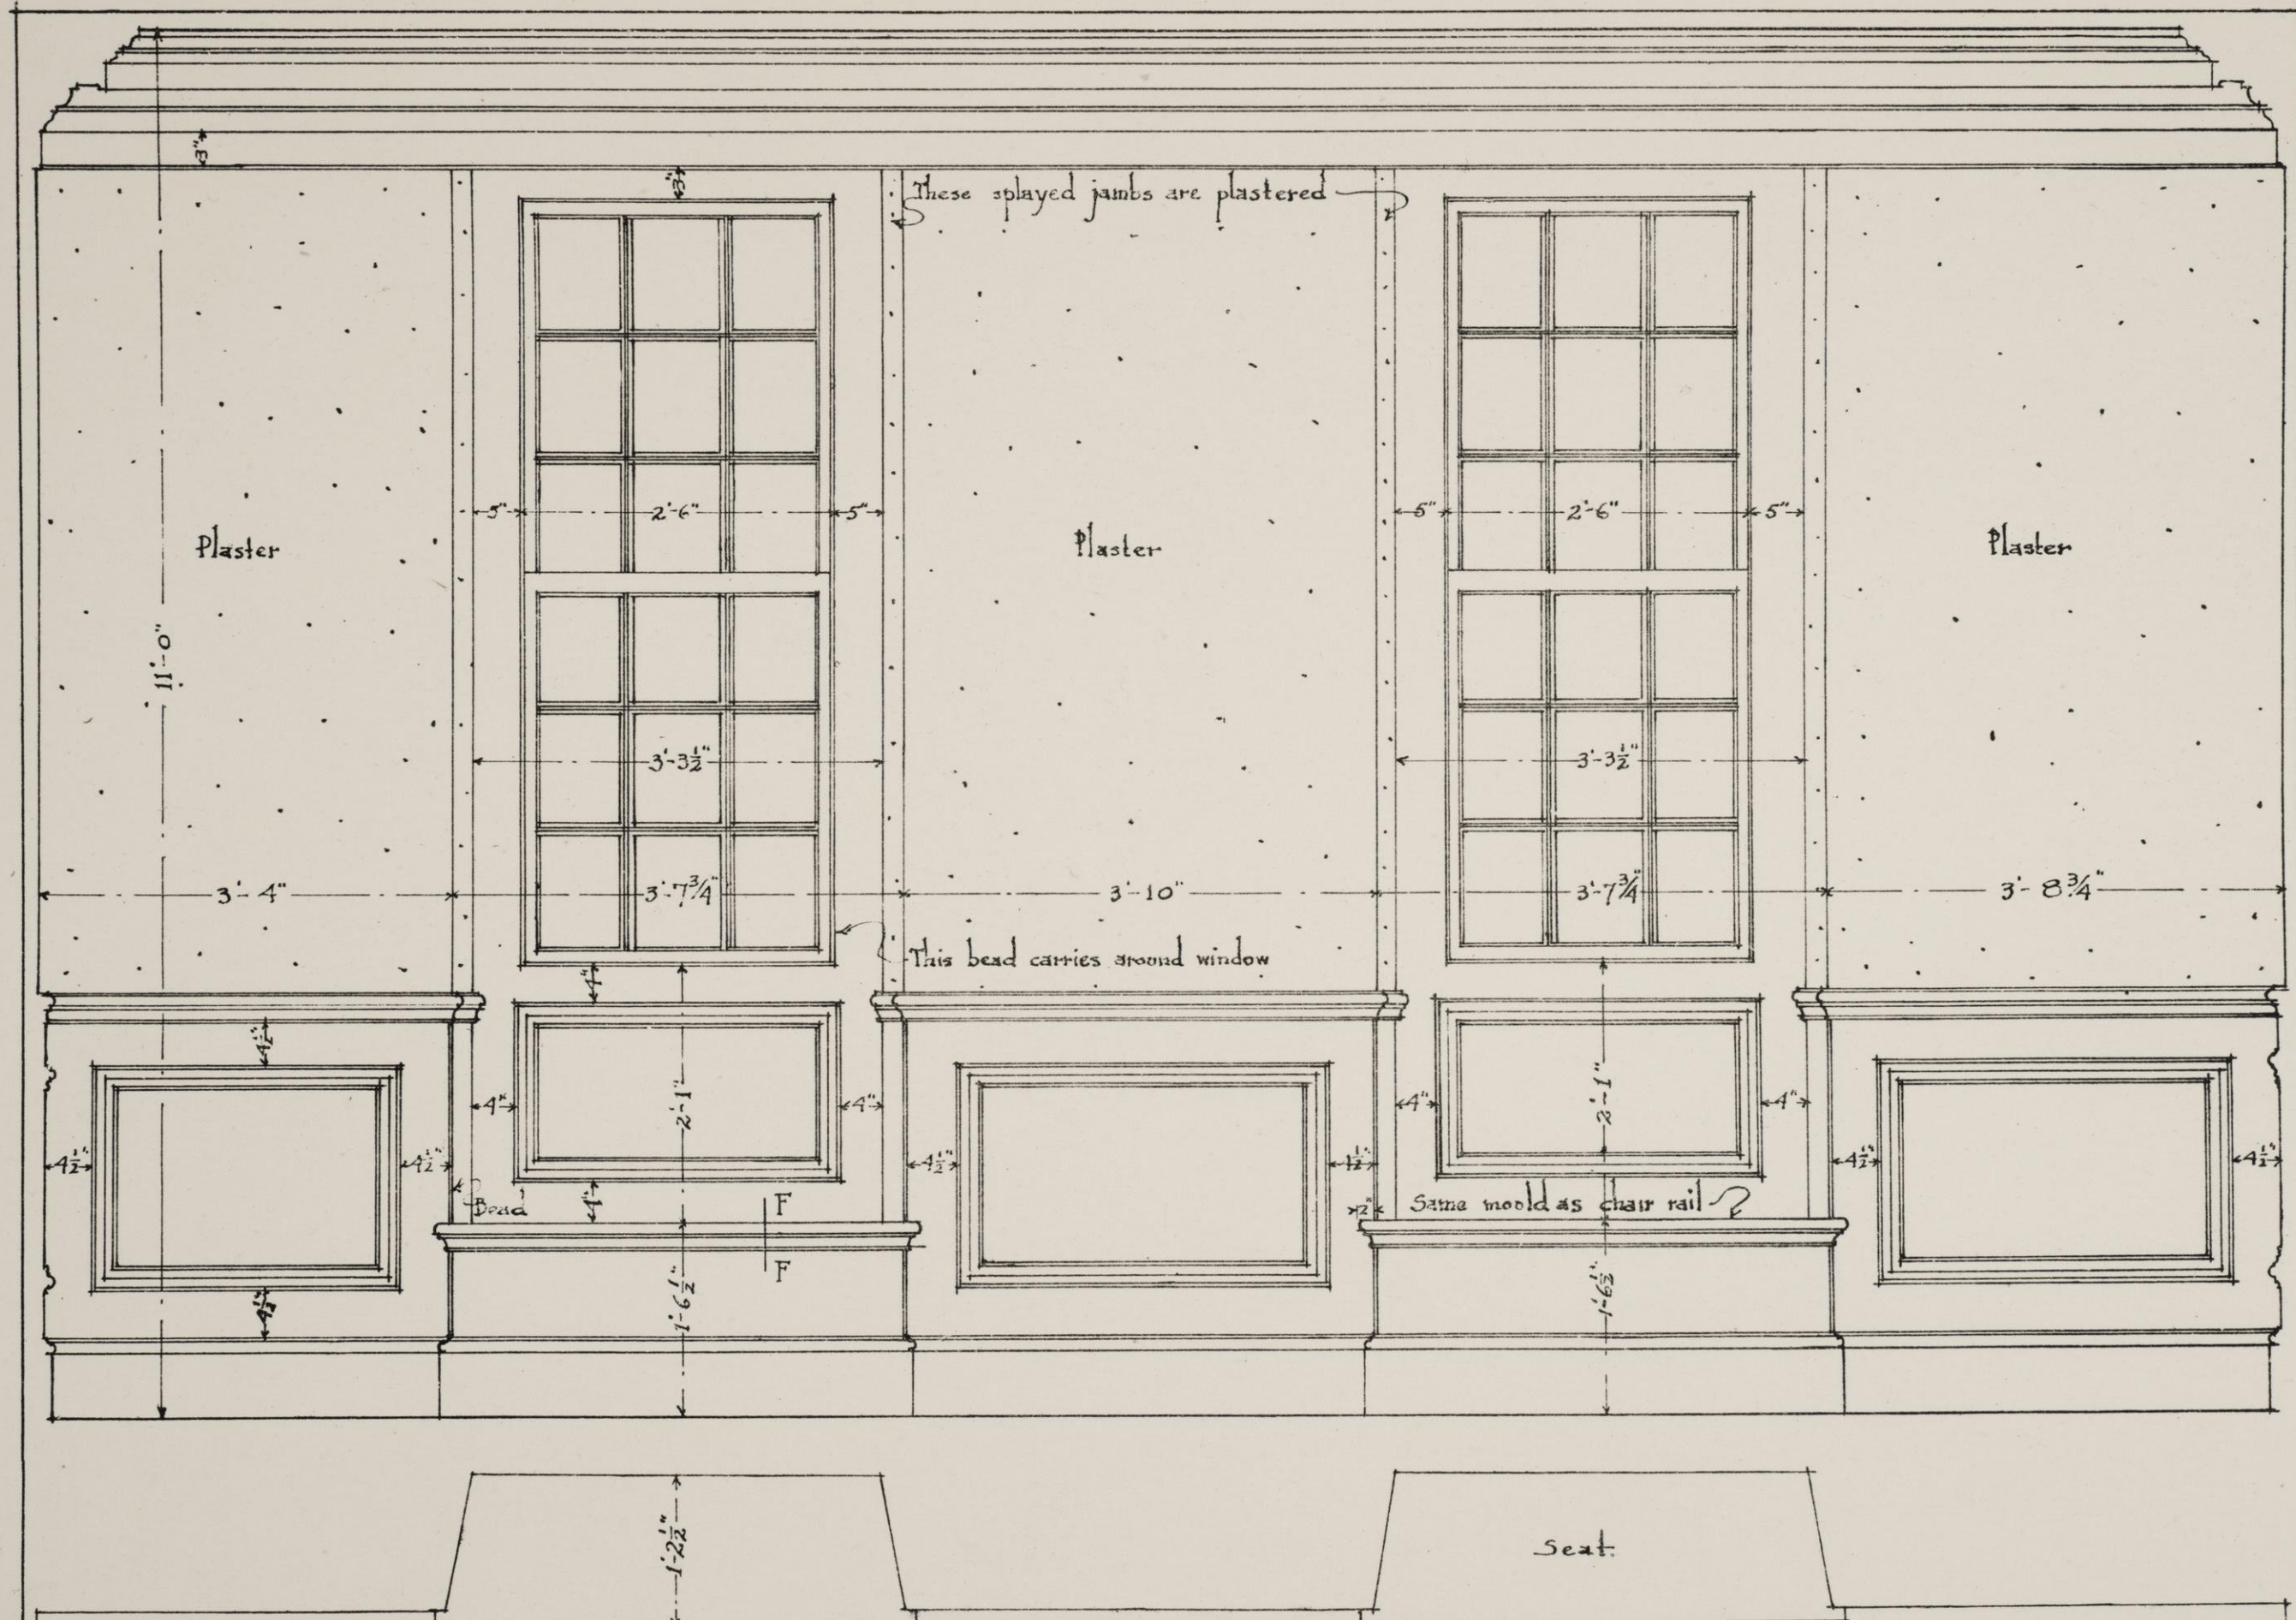 3"
3"
These splayed jambs are plastered
5" 2'-6" 5" 5" 2'-6" 5"
Plaster Plaster Plaster
11'-0"
3'-3½" 3'-3½"
3'-4" 3'-7¾" 3'-10" 3'-7¾" 3'-8¾"
This bead carries around window
4"
4½"
4" 2'-1" 4" 4" 2'-1" 4"
4½" 4½" 4½" 4½" 4½" 4½"
Bead 4" F 2" Same mould as chair rail
F
4½" 1'-6½" 1'-6½"
1'-2½" Seat.